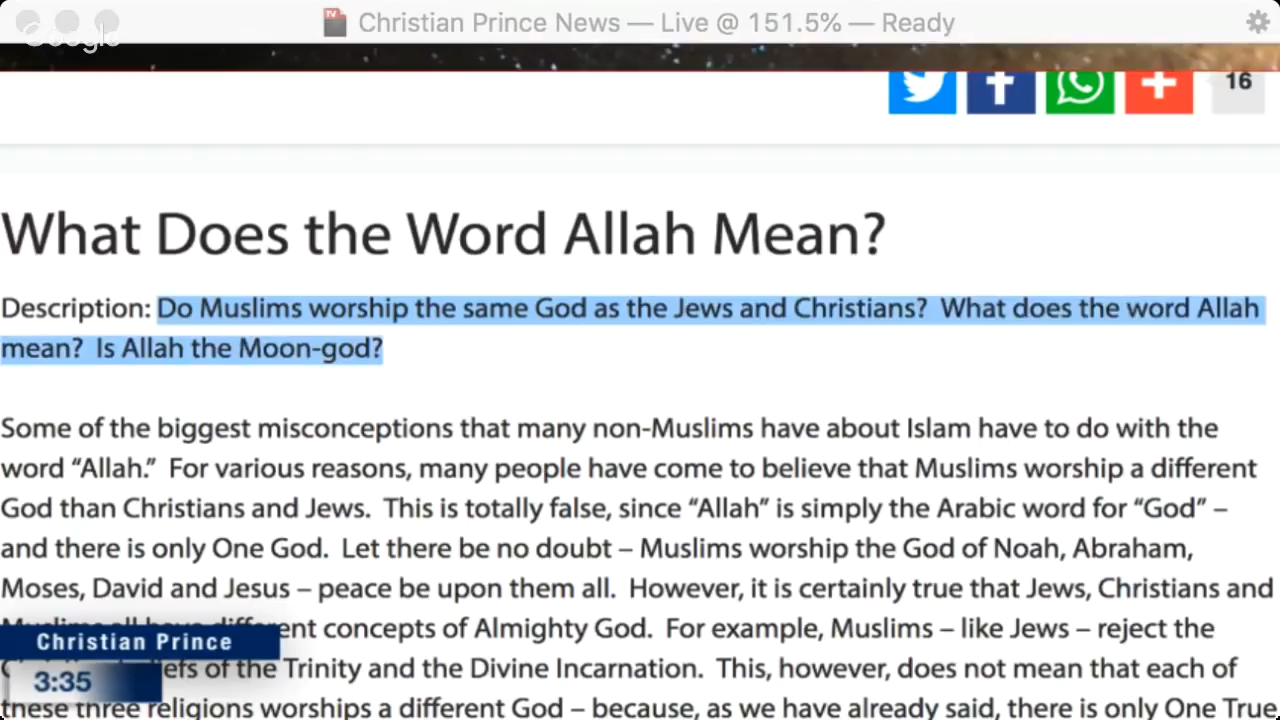 Christian Prince News — Live @ 151.5% — Ready
Google
TV
16
What Does the Word Allah Mean?
Description: Do Muslims worship the same God as the Jews and Christians? What does the word Allah
mean? Is Allah the Moon-god?
Some of the biggest misconceptions that many non-Muslims have about Islam have to do with the
word “Allah.” For various reasons, many people have come to believe that Muslims worship a different
God than Christians and Jews. This is totally false, since “Allah” is simply the Arabic word for “God” –
and there is only One God. Let there be no doubt – Muslims worship the God of Noah, Abraham,
Moses, David and Jesus – peace be upon them all. However, it is certainly true that Jews, Christians and
Muslims all have different concepts of Almighty God. For example, Muslims – like Jews – reject the
of the Trinity and the Divine Incarnation. This, however, does not mean that each of
these three religions worships a different God – because, as we have already said, there is only One True
Christian Prince
3:35